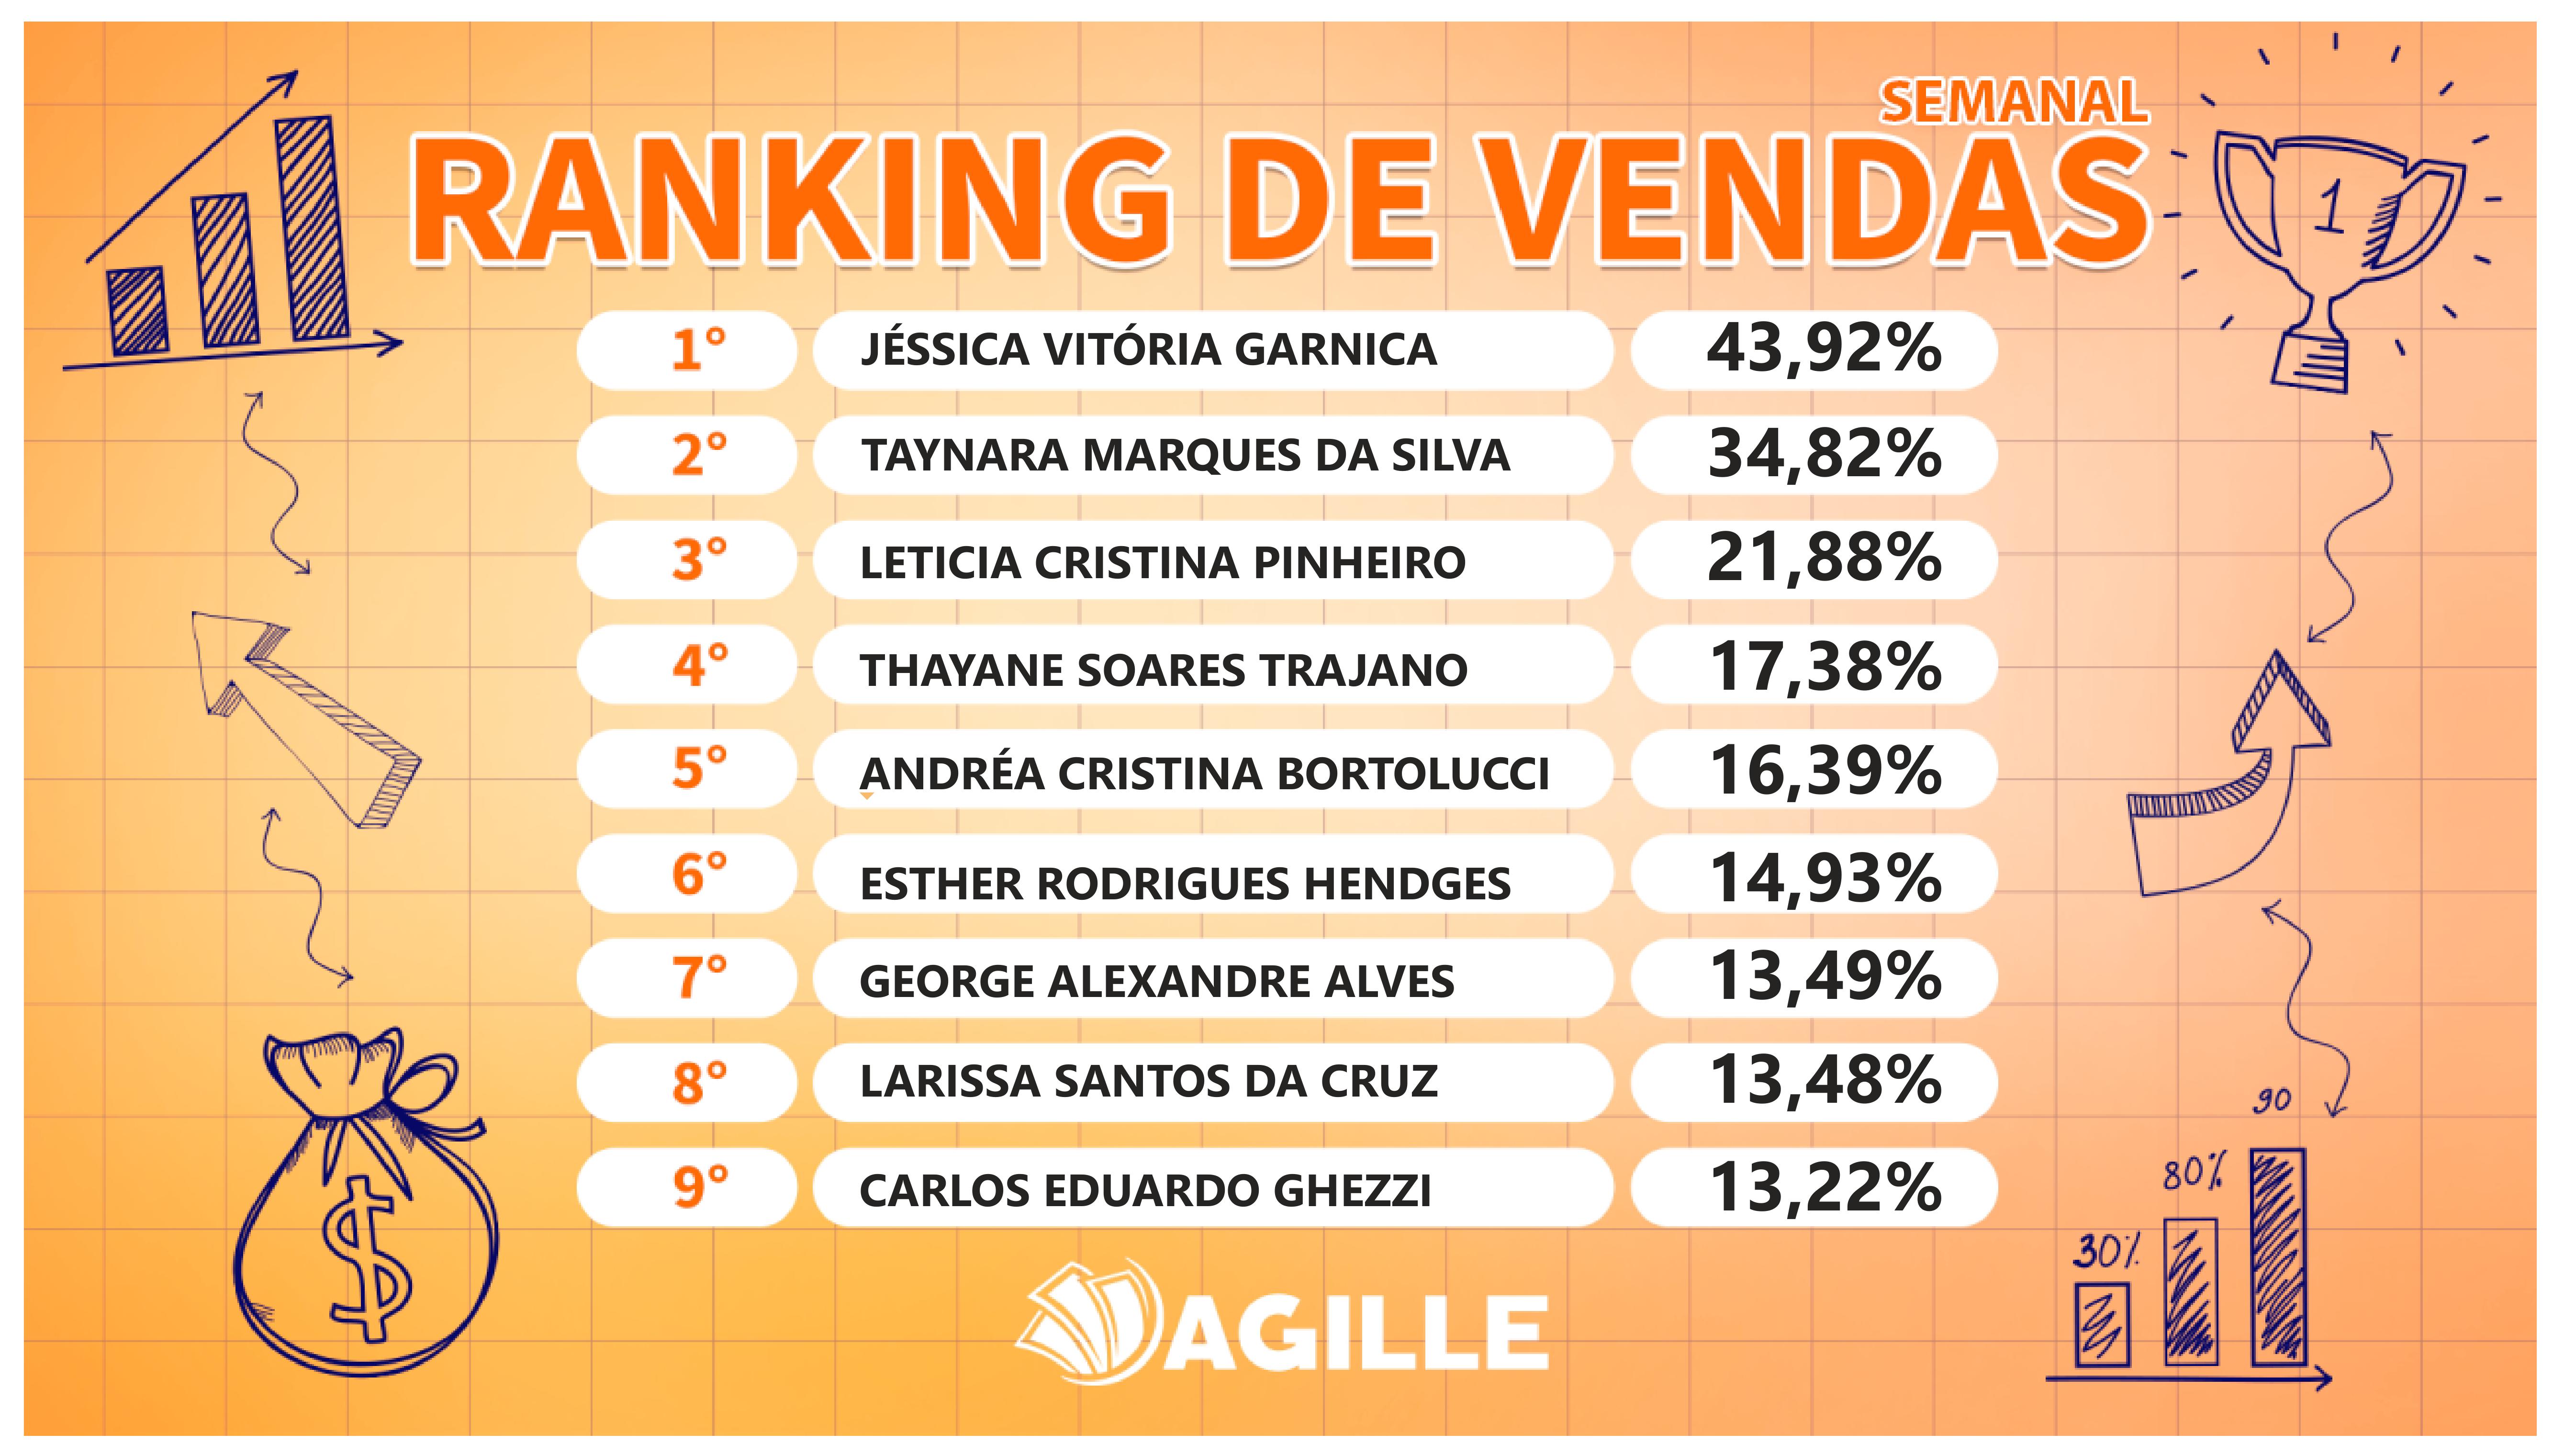 SEMANAL
RANKING DE VENDAS
1
1° JÉSSICA VITÓRIA GARNICA 43,92%
2° TAYNARA MARQUES DA SILVA 34,82%
3° LETICIA CRISTINA PINHEIRO 21,88%
4° THAYANE SOARES TRAJANO 17,38%
5° ANDRÉA CRISTINA BORTOLUCCI 16,39%
6° ESTHER RODRIGUES HENDGES 14,93%
7° GEORGE ALEXANDRE ALVES 13,49%
8° LARISSA SANTOS DA CRUZ 13,48%
9° CARLOS EDUARDO GHEZZI 13,22%
90
80%
30%
$
AGILLE